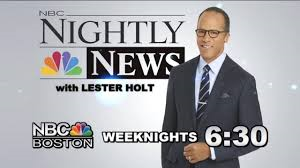 NBC
NIGHTLY
NEWS
with LESTER HOLT
NBC
BOSTON
WEEKNIGHTS 6:30